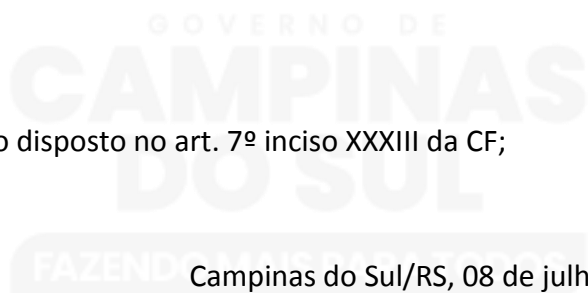 GOVERNO DE
CAMPINAS
o disposto no art. 7º inciso XXXIII da CF;
DO SUL
FAZENDO MAIS PARA TODOS
Campinas do Sul/RS, 08 de julh